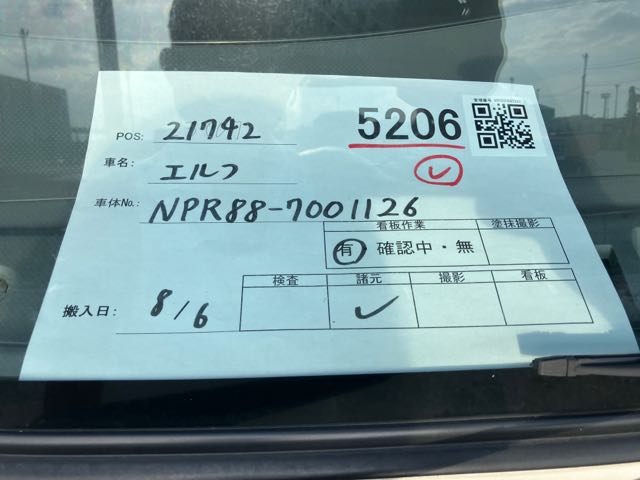 POS: 21742
5206
車名: エルフ
車体No.: NPR88-7001126
看板作業 塗抹撮影
有 確認中・無
検査 諸元 撮影 看板
搬入日: 8/6